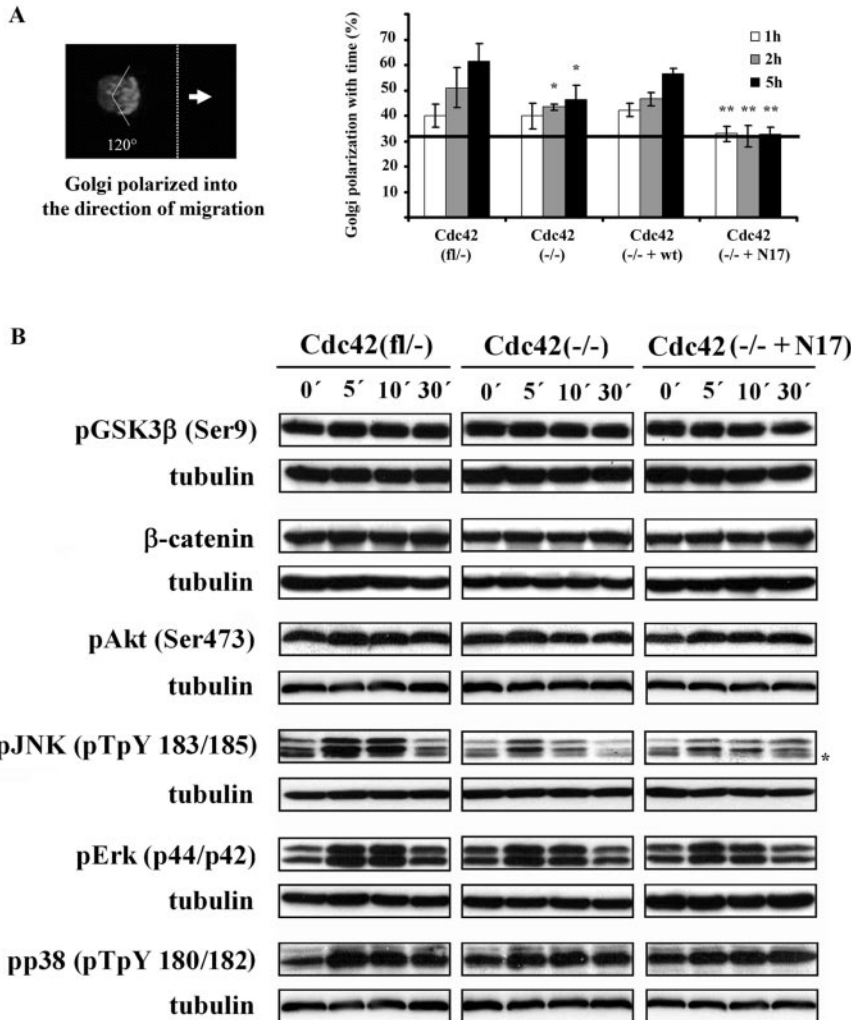 A
120°
Golgi polarized into
the direction of migration
Golgi polarization with time (%)
80
70
60
50
40
30
20
10
1h
2h
5h
* *
** ** **
Cdc42
(fl/-)
Cdc42
(-/-)
Cdc42
(-/- + wt)
Cdc42
(-/- + N17)
B
Cdc42(fl/-) Cdc42(-/-) Cdc42(-/- + N17)
0´ 5´ 10´ 30´ 0´ 5´ 10´ 30´ 0´ 5´ 10´ 30´
pGSK3β (Ser9)
tubulin
β-catenin
tubulin
pAkt (Ser473)
tubulin
pJNK (pTpY 183/185)
*
tubulin
pErk (p44/p42)
tubulin
pp38 (pTpY 180/182)
tubulin